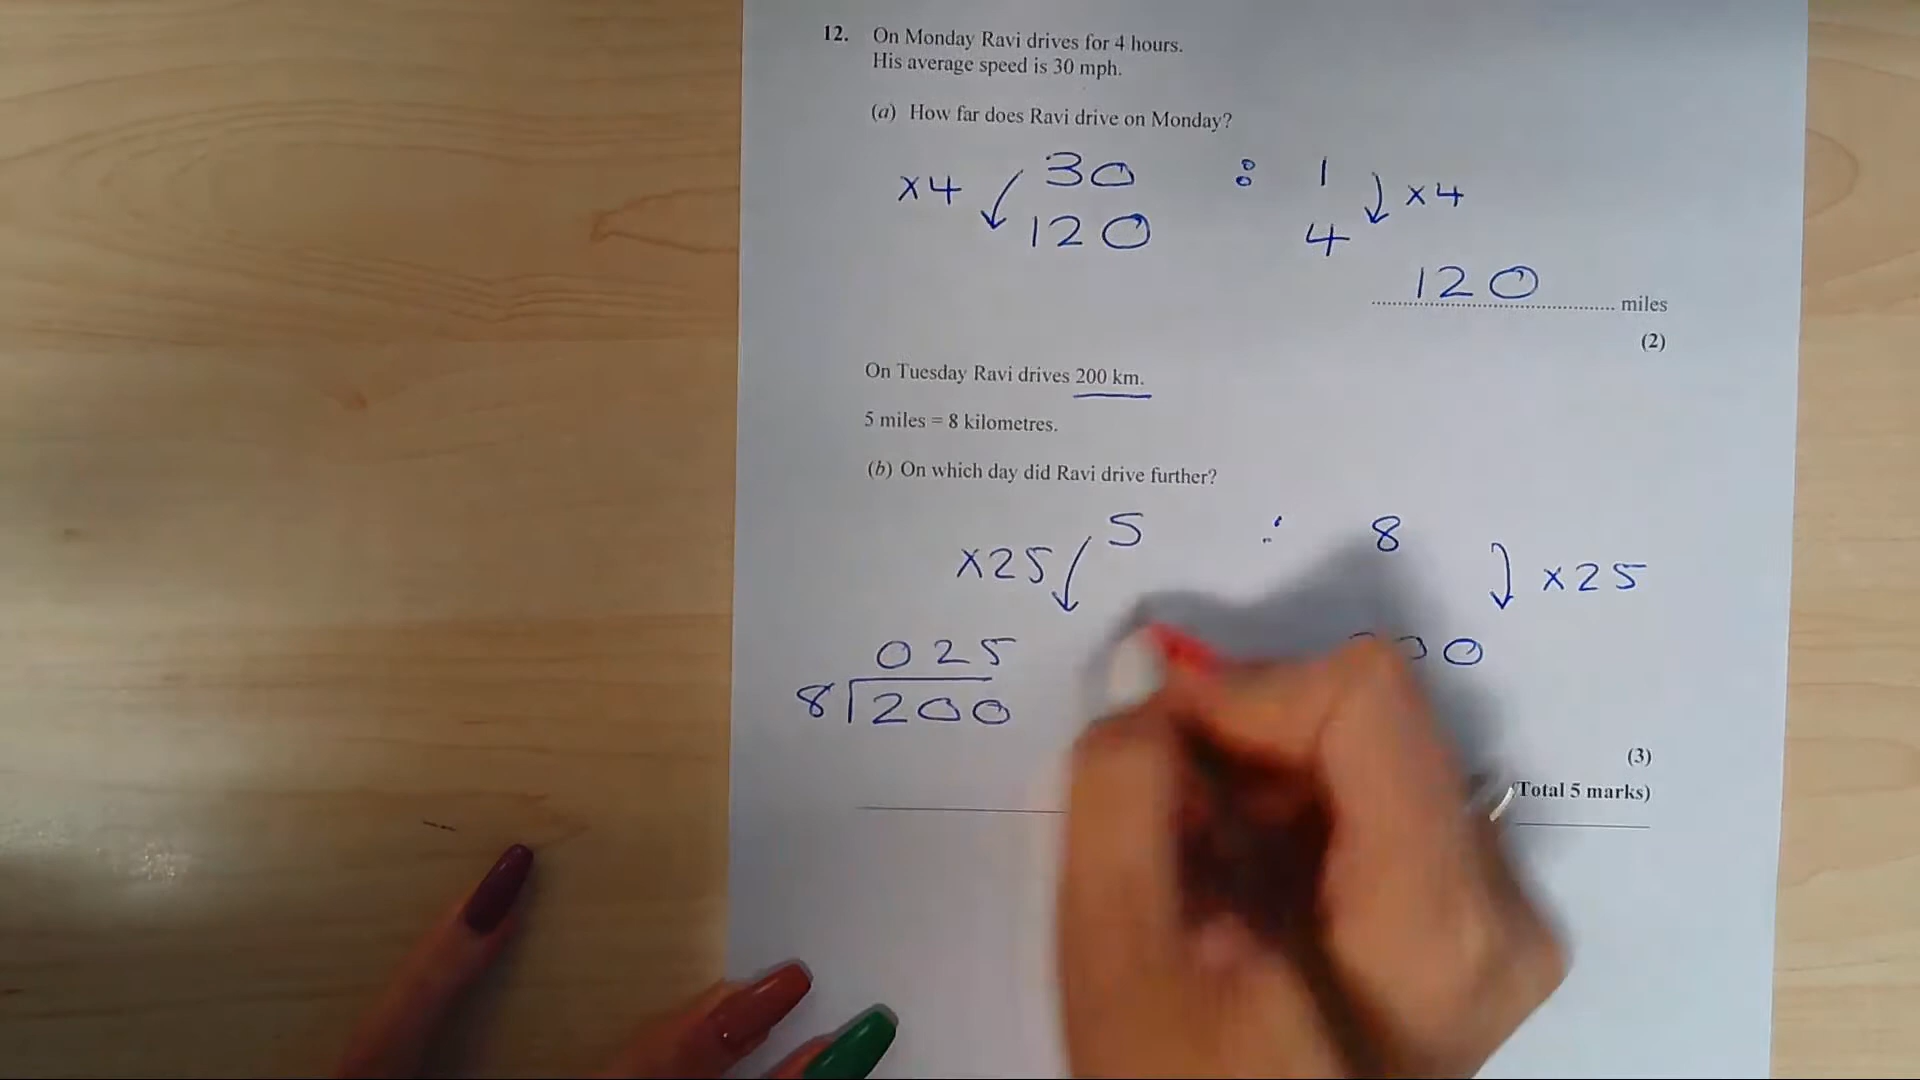 12. On Monday Ravi drives for 4 hours.
His average speed is 30 mph.
(a) How far does Ravi drive on Monday?
x4 30 : 1 x4
120 4
120 miles
(2)
On Tuesday Ravi drives 200 km.
5 miles = 8 kilometres.
(b) On which day did Ravi drive further?
x25 5 : 8 x25
025
8 200
(3)
(Total 5 marks)